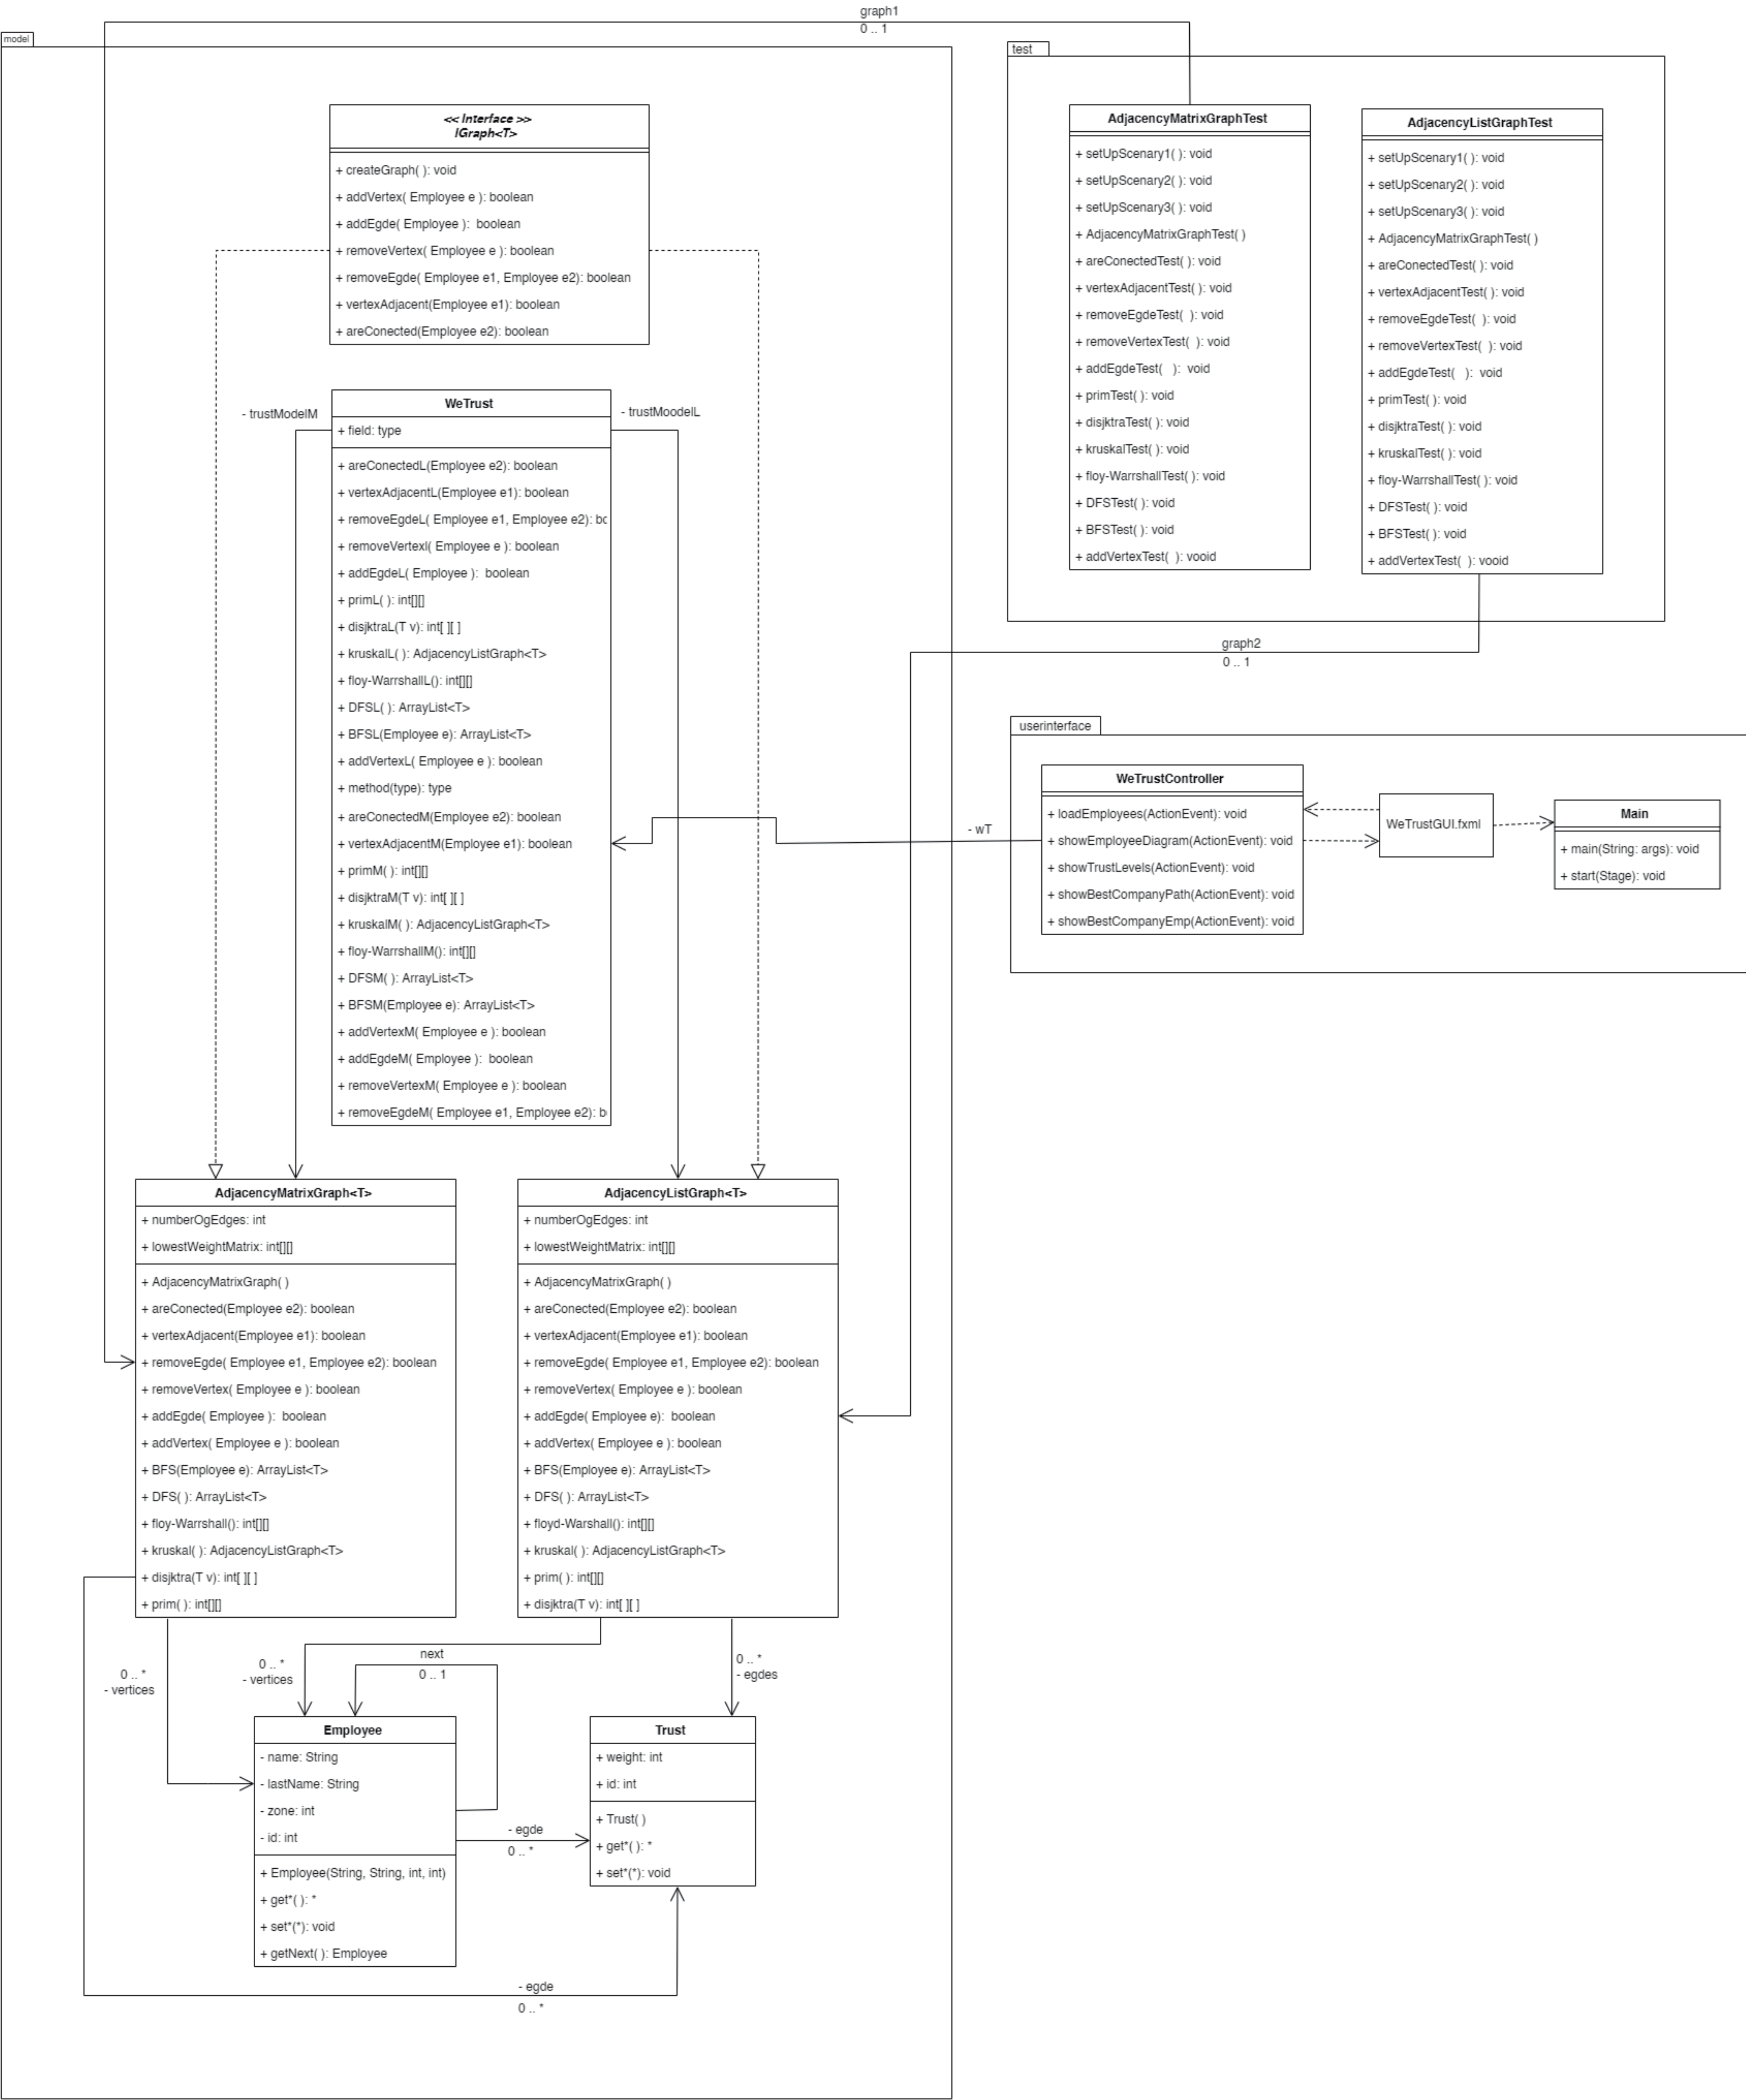 graph1
0 .. 1
model
<< Interface >>
IGraph<T>
+ createGraph( ): void
+ addVertex( Employee e ): boolean
+ addEgde( Employee ):  boolean
+ removeVertex( Employee e ): boolean
+ removeEgde( Employee e1, Employee e2): boolean
+ vertexAdjacent(Employee e1): boolean
+ areConected(Employee e2): boolean
test
AdjacencyMatrixGraphTest
+ setUpScenary1( ): void
+ setUpScenary2( ): void
+ setUpScenary3( ): void
+ AdjacencyMatrixGraphTest( )
+ areConectedTest( ): void
+ vertexAdjacentTest( ): void
+ removeEgdeTest(  ): void
+ removeVertexTest(  ): void
+ addEgdeTest(   ):  void
+ primTest( ): void
+ disjktraTest( ): void
+ kruskalTest( ): void
+ floy-WarrshallTest( ): void
+ DFSTest( ): void
+ BFSTest( ): void
+ addVertexTest(  ): vooid
AdjacencyListGraphTest
+ setUpScenary1( ): void
+ setUpScenary2( ): void
+ setUpScenary3( ): void
+ AdjacencyMatrixGraphTest( )
+ areConectedTest( ): void
+ vertexAdjacentTest( ): void
+ removeEgdeTest(  ): void
+ removeVertexTest(  ): void
+ addEgdeTest(   ):  void
+ primTest( ): void
+ disjktraTest( ): void
+ kruskalTest( ): void
+ floy-WarrshallTest( ): void
+ DFSTest( ): void
+ BFSTest( ): void
+ addVertexTest(  ): vooid
graph2
0 .. 1
- trustModelM
- trustMoodelL
WeTrust
+ field: type
+ areConectedL(Employee e2): boolean
+ vertexAdjacentL(Employee e1): boolean
+ removeEgdeL( Employee e1, Employee e2): bo
+ removeVertexl( Employee e ): boolean
+ addEgdeL( Employee ):  boolean
+ primL( ): int[][]
+ disjktraL(T v): int[ ][ ]
+ kruskalL( ): AdjacencyListGraph<T>
+ floy-WarrshallL(): int[][]
+ DFSL( ): ArrayList<T>
+ BFSL(Employee e): ArrayList<T>
+ addVertexL( Employee e ): boolean
+ method(type): type
+ areConectedM(Employee e2): boolean
+ vertexAdjacentM(Employee e1): boolean
+ primM( ): int[][]
+ disjktraM(T v): int[ ][ ]
+ kruskalM( ): AdjacencyListGraph<T>
+ floy-WarrshallM(): int[][]
+ DFSM( ): ArrayList<T>
+ BFSM(Employee e): ArrayList<T>
+ addVertexM( Employee e ): boolean
+ addEgdeM( Employee ):  boolean
+ removeVertexM( Employee e ): boolean
+ removeEgdeM( Employee e1, Employee e2): b
userinterface
- wT
WeTrustController
+ loadEmployees(ActionEvent): void
+ showEmployeeDiagram(ActionEvent): void
+ showTrustLevels(ActionEvent): void
+ showBestCompanyPath(ActionEvent): void
+ showBestCompanyEmp(ActionEvent): void
WeTrustGUI.fxml
Main
+ main(String: args): void
+ start(Stage): void
AdjacencyMatrixGraph<T>
+ numberOgEdges: int
+ lowestWeightMatrix: int[][]
+ AdjacencyMatrixGraph( )
+ areConected(Employee e2): boolean
+ vertexAdjacent(Employee e1): boolean
+ removeEgde( Employee e1, Employee e2): boolean
+ removeVertex( Employee e ): boolean
+ addEgde( Employee ):  boolean
+ addVertex( Employee e ): boolean
+ BFS(Employee e): ArrayList<T>
+ DFS( ): ArrayList<T>
+ floy-Warrshall(): int[][]
+ kruskal( ): AdjacencyListGraph<T>
+ disjktra(T v): int[ ][ ]
+ prim( ): int[][]
AdjacencyListGraph<T>
+ numberOgEdges: int
+ lowestWeightMatrix: int[][]
+ AdjacencyMatrixGraph( )
+ areConected(Employee e2): boolean
+ vertexAdjacent(Employee e1): boolean
+ removeEgde( Employee e1, Employee e2): boolean
+ removeVertex( Employee e ): boolean
+ addEgde( Employee e):  boolean
+ addVertex( Employee e ): boolean
+ BFS(Employee e): ArrayList<T>
+ DFS( ): ArrayList<T>
+ floyd-Warshall(): int[][]
+ kruskal( ): AdjacencyListGraph<T>
+ prim( ): int[][]
+ disjktra(T v): int[ ][ ]
0 .. *
- vertices
0 .. *
- vertices
next
0 .. 1
0 .. *
- egdes
Employee
- name: String
- lastName: String
- zone: int
- id: int
+ Employee(String, String, int, int)
+ get*( ): *
+ set*(*): void
+ getNext( ): Employee
- egde
0 .. *
Trust
+ weight: int
+ id: int
+ Trust( )
+ get*( ): *
+ set*(*): void
- egde
0 .. *